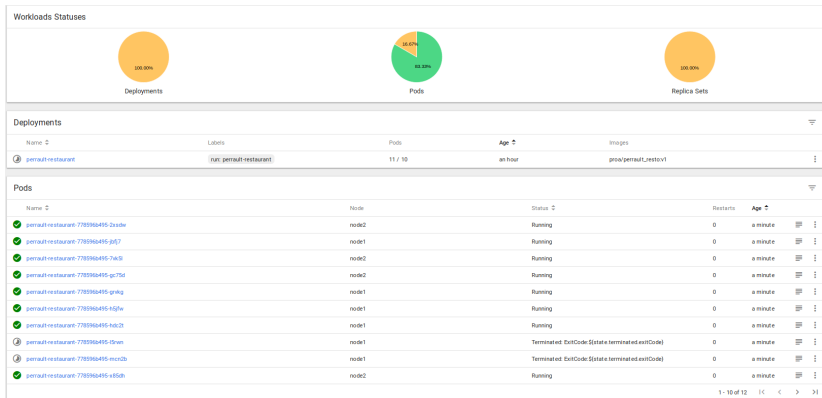 Workloads Statuses
100.00%
16.67%
83.33%
100.00%
Deployments
Pods
Replica Sets
Deployments
Name Labels Pods Age Images
perrault-restaurant run: perrault-restaurant 11 / 10 an hour proa/perrault_resto:v1
Pods
Name Node Status Restarts Age
perrault-restaurant-778596b495-2ssdw node2 Running 0 a minute
perrault-restaurant-778596b495-jbfj7 node1 Running 0 a minute
perrault-restaurant-778596b495-7xk5l node2 Running 0 a minute
perrault-restaurant-778596b495-gc75d node2 Running 0 a minute
perrault-restaurant-778596b495-gnvkg node1 Running 0 a minute
perrault-restaurant-778596b495-h5jfw node1 Running 0 a minute
perrault-restaurant-778596b495-hdc2t node1 Running 0 a minute
perrault-restaurant-778596b495-l5rwn node1 Terminated: ExitCode:${state.terminated.exitCode} 0 a minute
perrault-restaurant-778596b495-mcn2b node1 Terminated: ExitCode:${state.terminated.exitCode} 0 a minute
perrault-restaurant-778596b495-x85dh node2 Running 0 a minute
1 - 10 of 12